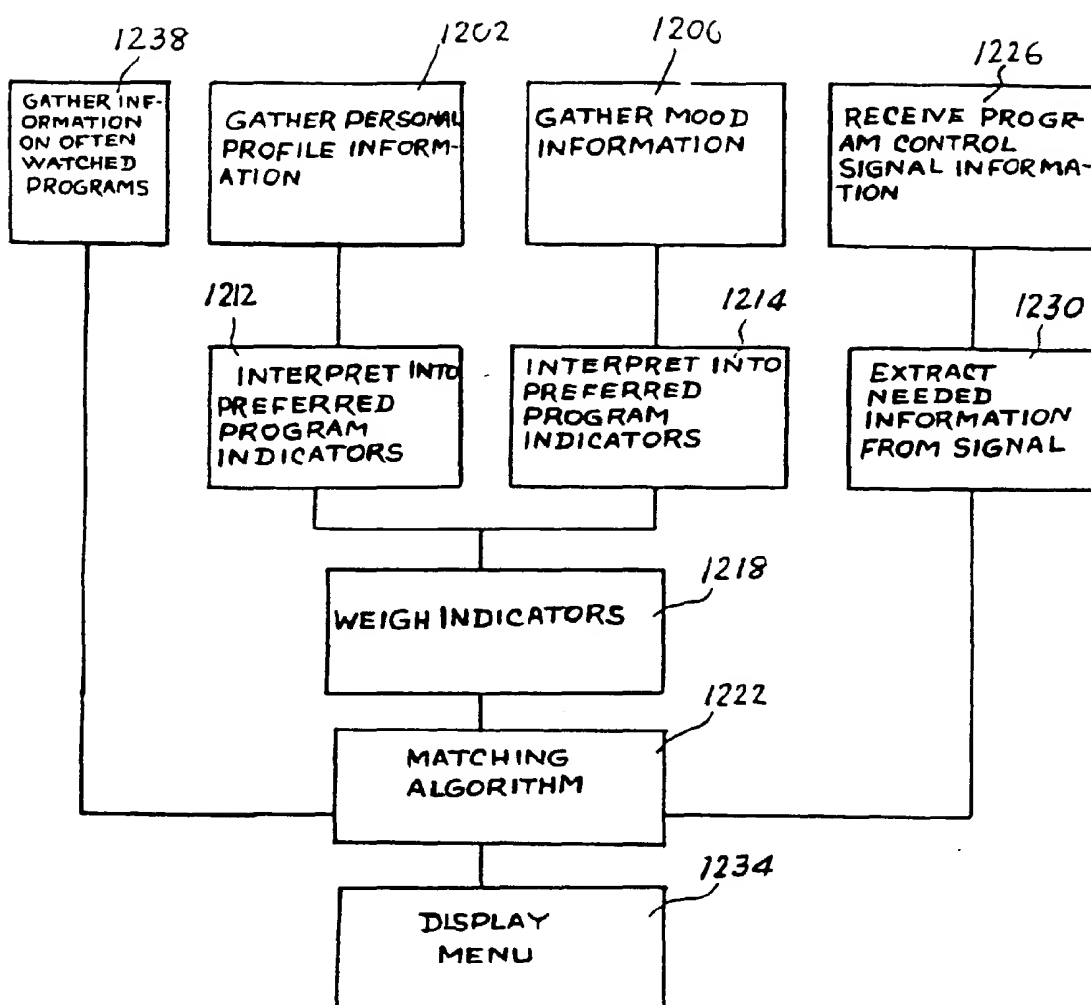 1238
1202
1206
1226
GATHER INF-
ORMATION
ON OFTEN
WATCHED
PROGRAMS
GATHER PERSONAL
PROFILE INFORM-
ATION
GATHER MOOD
INFORMATION
RECEIVE PROGR-
AM CONTROL
SIGNAL INFORMA-
TION
1212
1214
1230
INTERPRET INTO
PREFERRED
PROGRAM
INDICATORS
INTERPRET INTO
PREFERRED
PROGRAM
INDICATORS
EXTRACT
NEEDED
INFORMATION
FROM SIGNAL
1218
WEIGH INDICATORS
1222
MATCHING
ALGORITHM
1234
DISPLAY
MENU